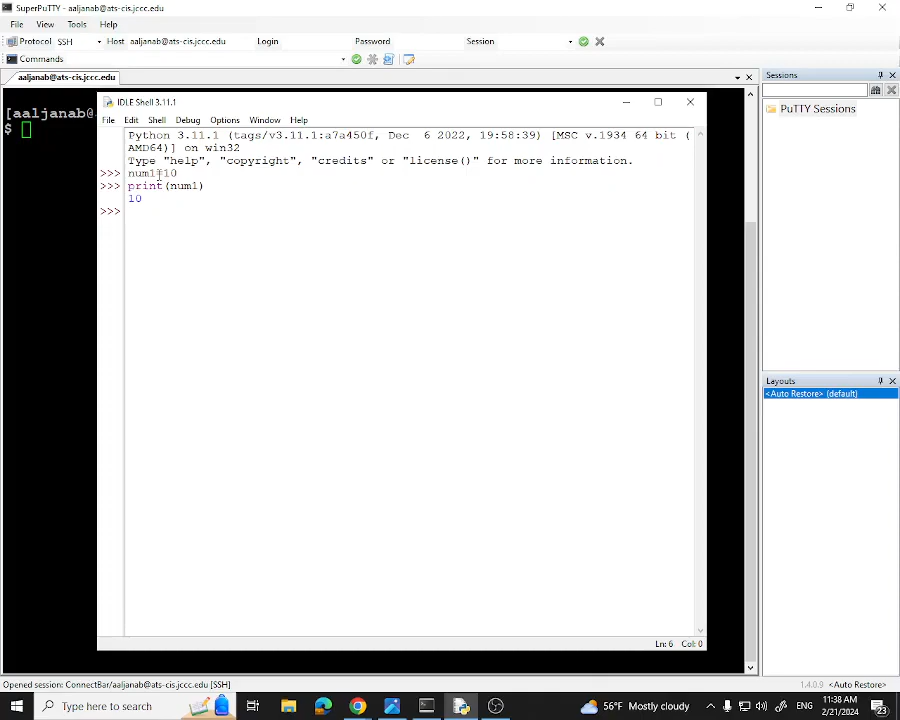 SuperPuTTY - aaljanab@ats-cis.jccc.edu
File View Tools Help
Protocol SSH Host aaljanab@ats-cis.jccc.edu Login Password Session
Commands
aaljanab@ats-cis.jccc.edu
Sessions
PuTTY Sessions
[aaljanab@
$
IDLE Shell 3.11.1
File Edit Shell Debug Options Window Help
Python 3.11.1 (tags/v3.11.1:a7a450f, Dec  6 2022, 19:58:39) [MSC v.1934 64 bit (
AMD64)] on win32
Type "help", "copyright", "credits" or "license()" for more information.
>>> num1=10
>>> print(num1)
10
>>>
Ln: 6 Col: 0
Layouts
<Auto Restore> [default]
Opened session: ConnectBar/aaljanab@ats-cis.jccc.edu [SSH]
1.4.0.9 <Auto Restore>
Type here to search
56°F Mostly cloudy
ENG
11:38 AM
2/21/2024
23